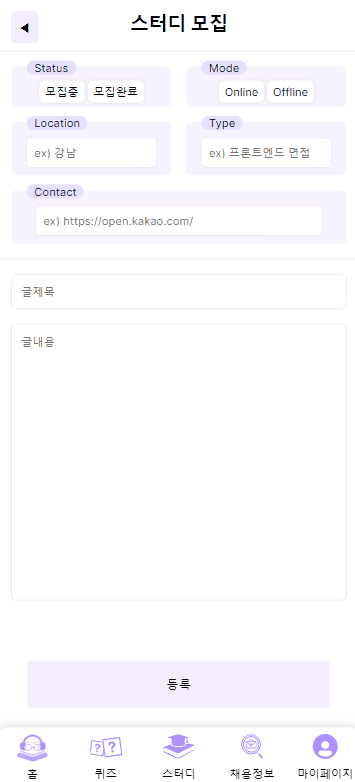 스터디 모집
Status
모집중 모집완료
Mode
Online Offline
Location
ex) 강남
Type
ex) 프론트엔드 면접
Contact
ex) https://open.kakao.com/
글제목
글내용
등록
? ?
홈 퀴즈 스터디 채용정보 마이페이지